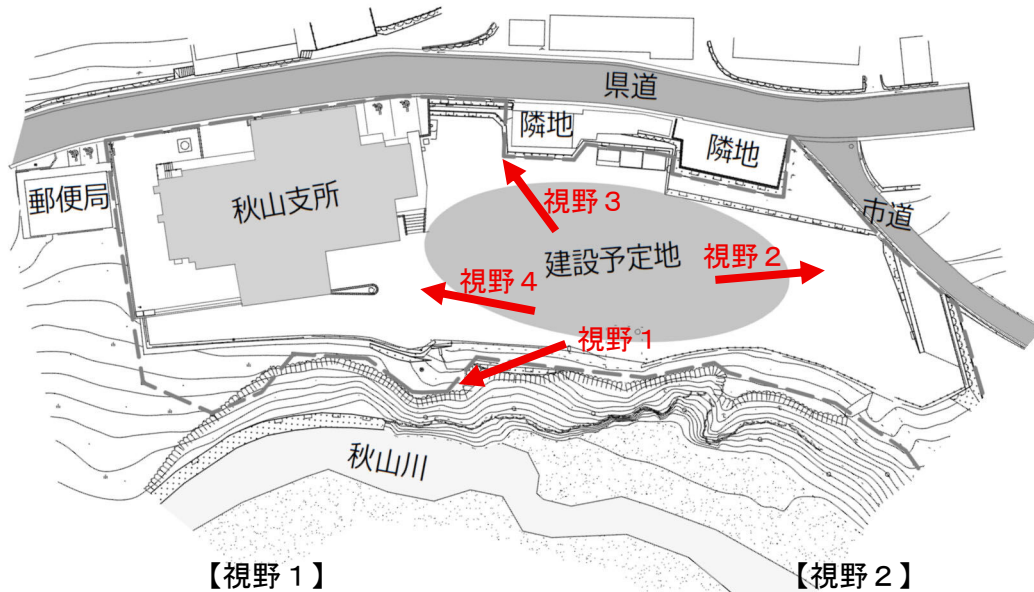 県道
隣地
隣地
郵便局
秋山支所
市道
視野３
建設予定地
視野２
視野４
視野１
秋山川
【視野１】
【視野２】